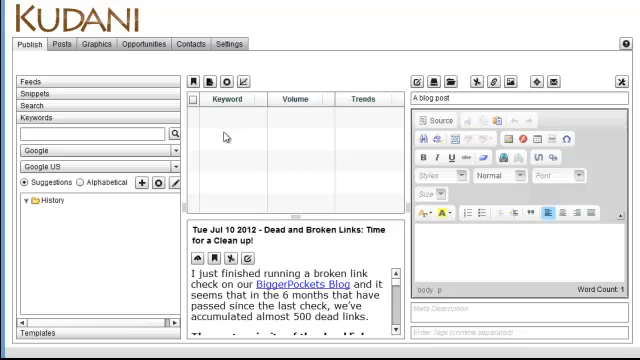 KUDANI
Publish Posts Graphics Opportunities Contacts Settings
Feeds
Snippets
Search
Keywords
Google
Google US
Suggestions Alphabetical
History
Templates
Keyword Volume Trends
Tue Jul 10 2012 - Dead and Broken Links: Time
for a Clean up!
I just finished running a broken link
check on our BiggerPockets Blog and it
seems that in the 6 months that have
passed since the last check, we've
accumulated almost 500 dead links.
A blog post
Source
B I U abc
Styles Normal Font
Size
body p Word Count: 1
Meta Description
Enter Tags (comma separated)